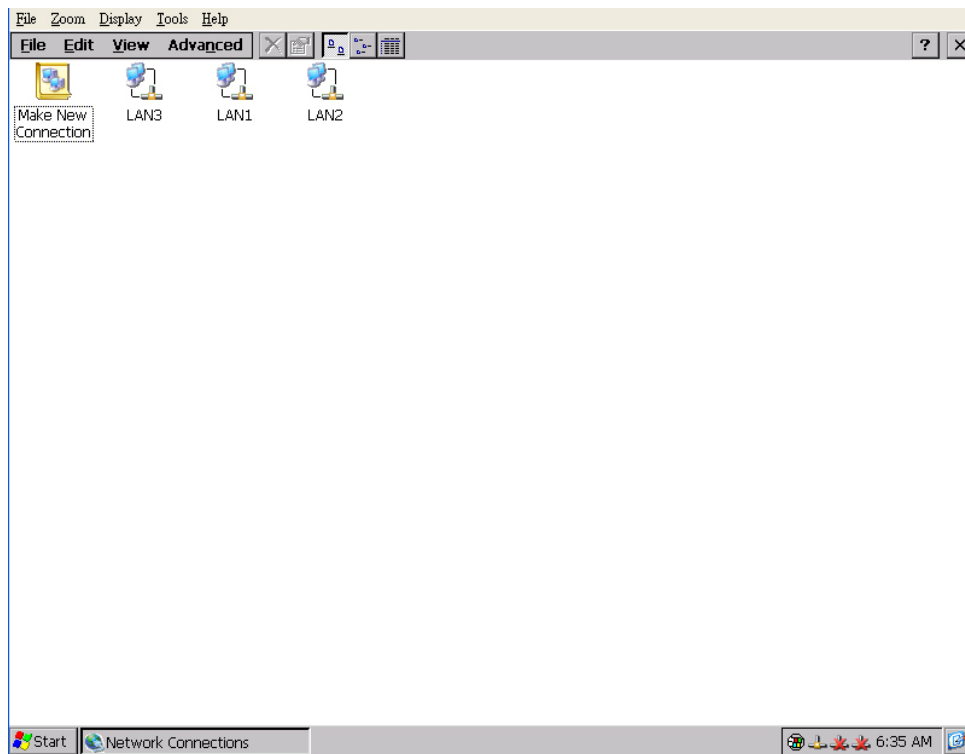 File Zoom Display Tools Help
File Edit View Advanced ?
Make New
Connection
LAN3
LAN1
LAN2
Start Network Connections 6:35 AM